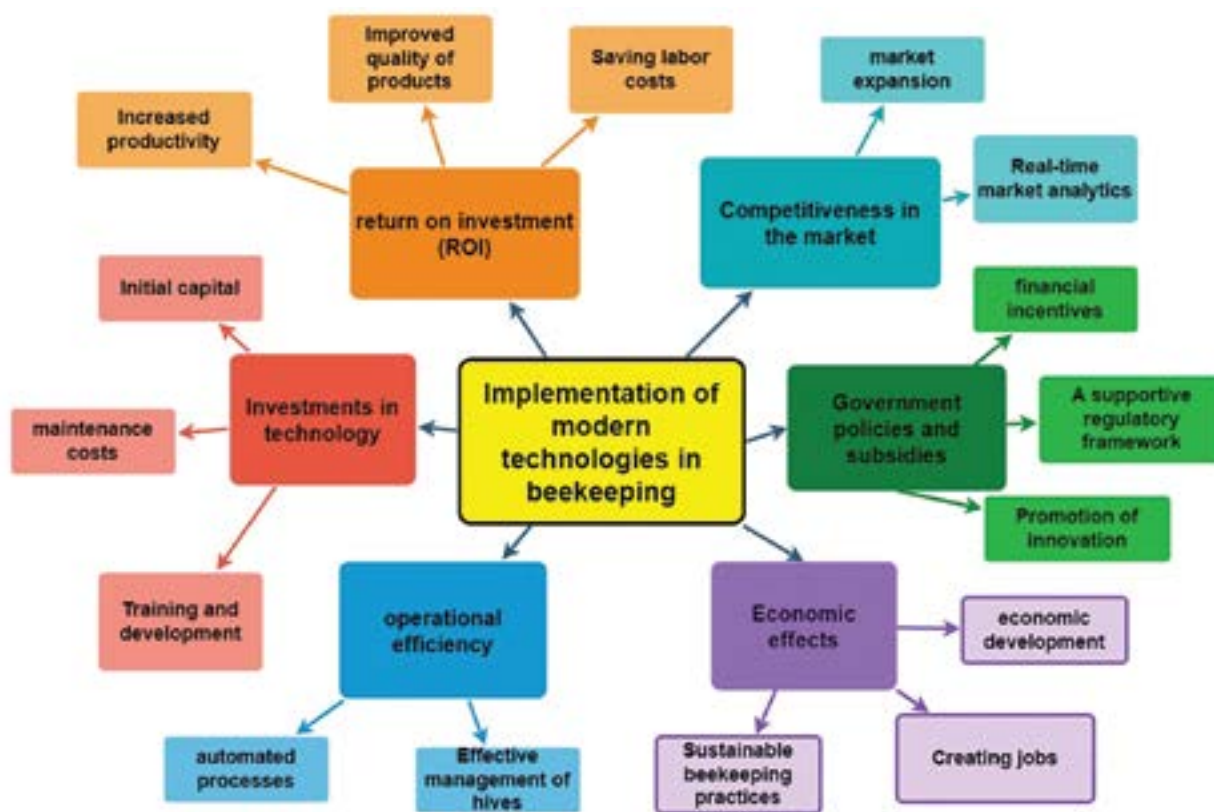 Improved
quality of
products
Saving labor
costs
market
expansion
Increased
productivity
Real-time
market analytics
return on investment
(ROI)
Competitiveness in
the market
Initial capital
financial
incentives
Investments in
technology
Implementation of
modern
technologies in
beekeeping
Government
policies and
subsidies
A supportive
regulatory
framework
maintenance
costs
Promotion of
innovation
Training and
development
operational
efficiency
Economic
effects
economic
development
automated
processes
Effective
management of
hives
Sustainable
beekeeping
practices
Creating jobs